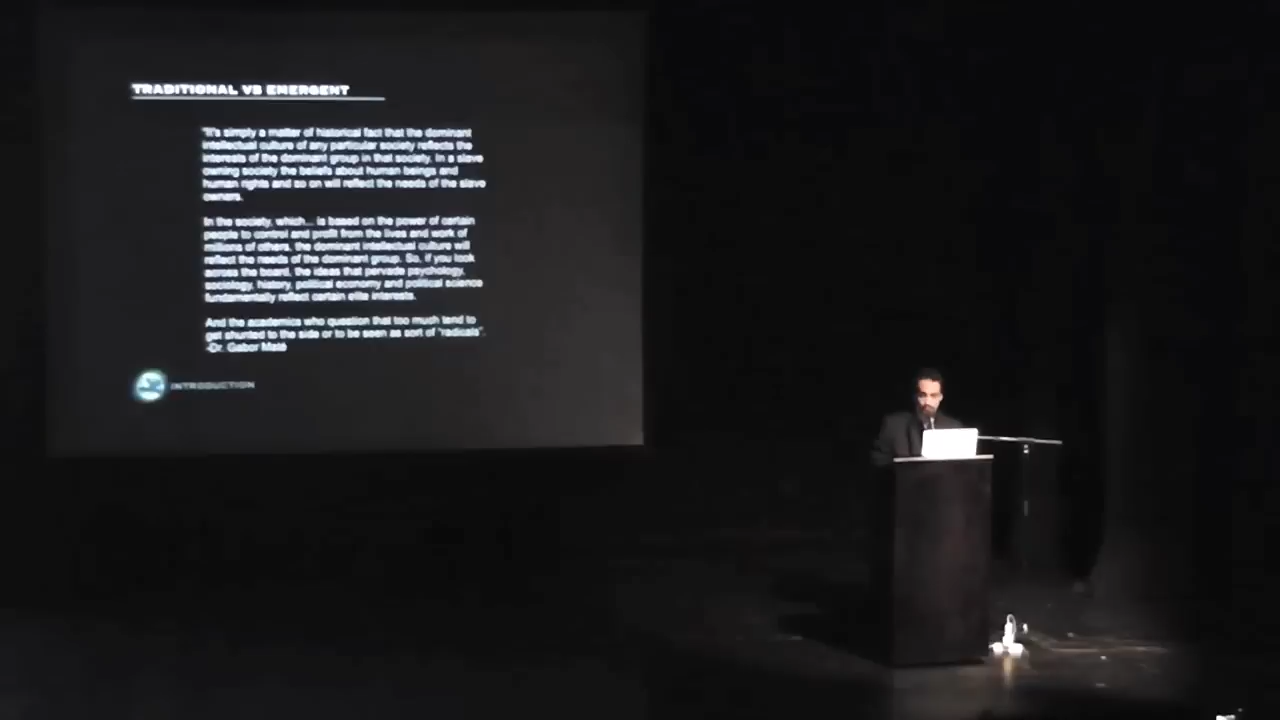 TRADITIONAL VS EMERGENT
"It's simply a matter of historical fact that the dominant
intellectual culture of any particular society reflects the
interests of the dominant group in that society. In a slave
owning society the beliefs about human beings and
human rights and so on will reflect the needs of the slave
owners.
In the society, which... is based on the power of certain
people to control and profit from the lives and work of
millions of others, the dominant intellectual culture will
reflect the needs of the dominant group. So, if you look
across the board, the ideas that pervade psychology,
sociology, history, political economy and political science
fundamentally reflect certain elite interests.
And the academics who question that too much tend to
get shunted to the side or to be seen as sort of "radicals".
-Dr. Gabor Maté
INTRODUCTION